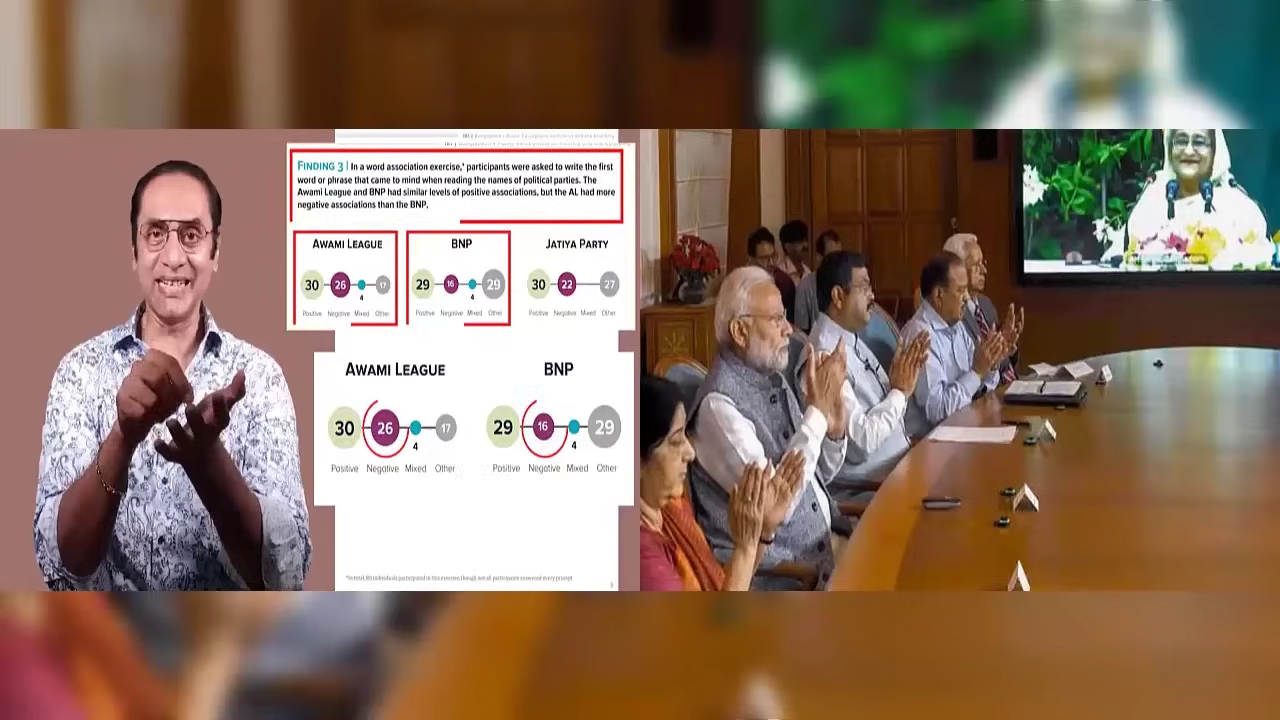 FINDING 3 | In a word association exercise,* participants were asked to write the first
word or phrase that came to mind when reading the names of political parties. The
Awami League and BNP had similar levels of positive associations, but the AL had more
negative associations than the BNP.
AWAMI LEAGUE BNP JATIYA PARTY
30 26 4 17 29 16 4 29 30 22 27
Positive Negative Mixed Other Positive Negative Mixed Other Positive Negative Mixed Other
AWAMI LEAGUE BNP
30 26 4 17 29 16 4 29
Positive Negative Mixed Other Positive Negative Mixed Other